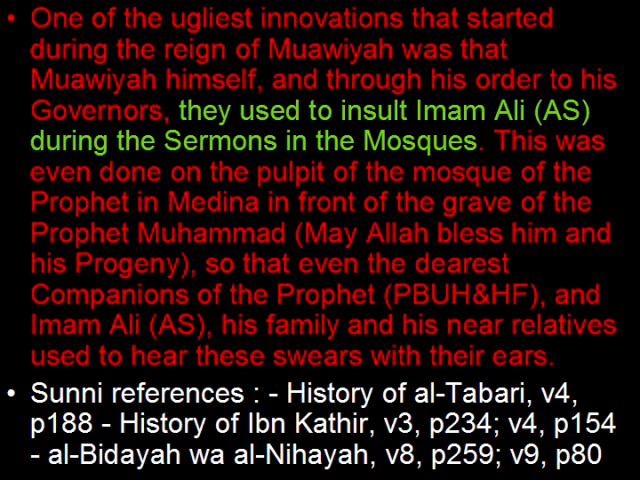 • One of the ugliest innovations that started
during the reign of Muawiyah was that
Muawiyah himself, and through his order to his
Governors, they used to insult Imam Ali (AS)
during the Sermons in the Mosques. This was
even done on the pulpit of the mosque of the
Prophet in Medina in front of the grave of the
Prophet Muhammad (May Allah bless him and
his Progeny), so that even the dearest
Companions of the Prophet (PBUH&HF), and
Imam Ali (AS), his family and his near relatives
used to hear these swears with their ears.
• Sunni references : - History of al-Tabari, v4,
p188 - History of Ibn Kathir, v3, p234; v4, p154
- al-Bidayah wa al-Nihayah, v8, p259; v9, p80